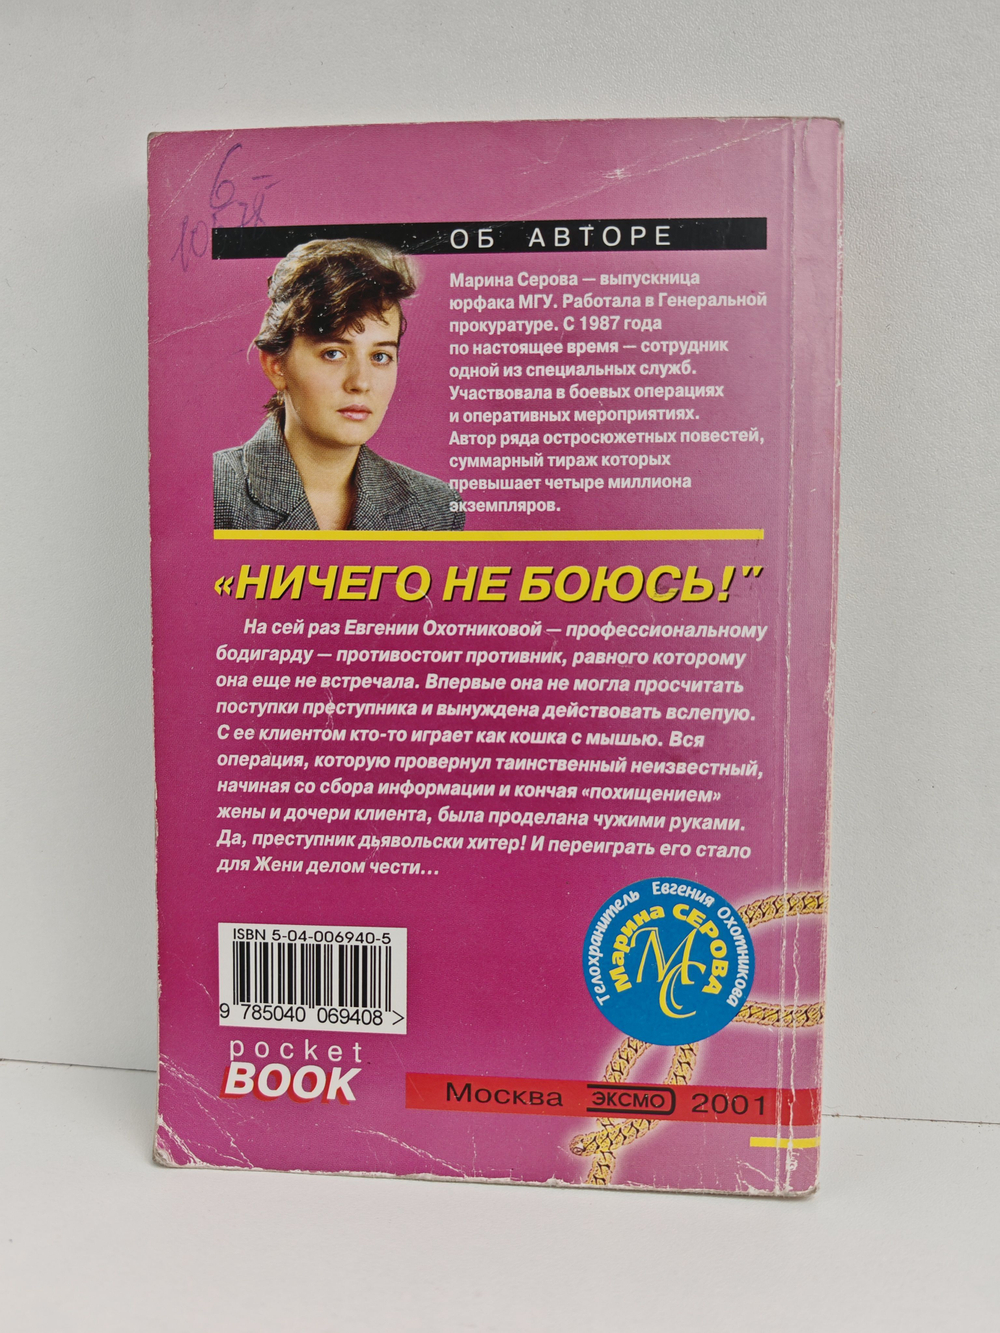 6-
ОБ АВТОРЕ
Марина Серова — выпускница
юрфака МГУ. Работала в Генеральной
прокуратуре. С 1987 года
по настоящее время — сотрудник
одной из специальных служб.
Участвовала в боевых операциях
и оперативных мероприятиях.
Автор ряда остросюжетных повестей,
суммарный тираж которых
превышает четыре миллиона
экземпляров.
«НИЧЕГО НЕ БОЮСЬ!"
На сей раз Евгении Охотниковой — профессиональному
бодигарду — противостоит противник, равного которому
она еще не встречала. Впервые она не могла просчитать
поступки преступника и вынуждена действовать вслепую.
С ее клиентом кто-то играет как кошка с мышью. Вся
операция, которую провернул таинственный неизвестный,
начиная со сбора информации и кончая «похищением»
жены и дочери клиента, была проделана чужими руками.
Да, преступник дьявольски хитер! И переиграть его стало
для Жени делом чести...
Телохранитель Евгения Охотникова
Марина СЕРОВА
МС
ISBN 5-04-006940-5
9 785040 069408 >
pocket
BOOK
Москва ЭКСМО 2001